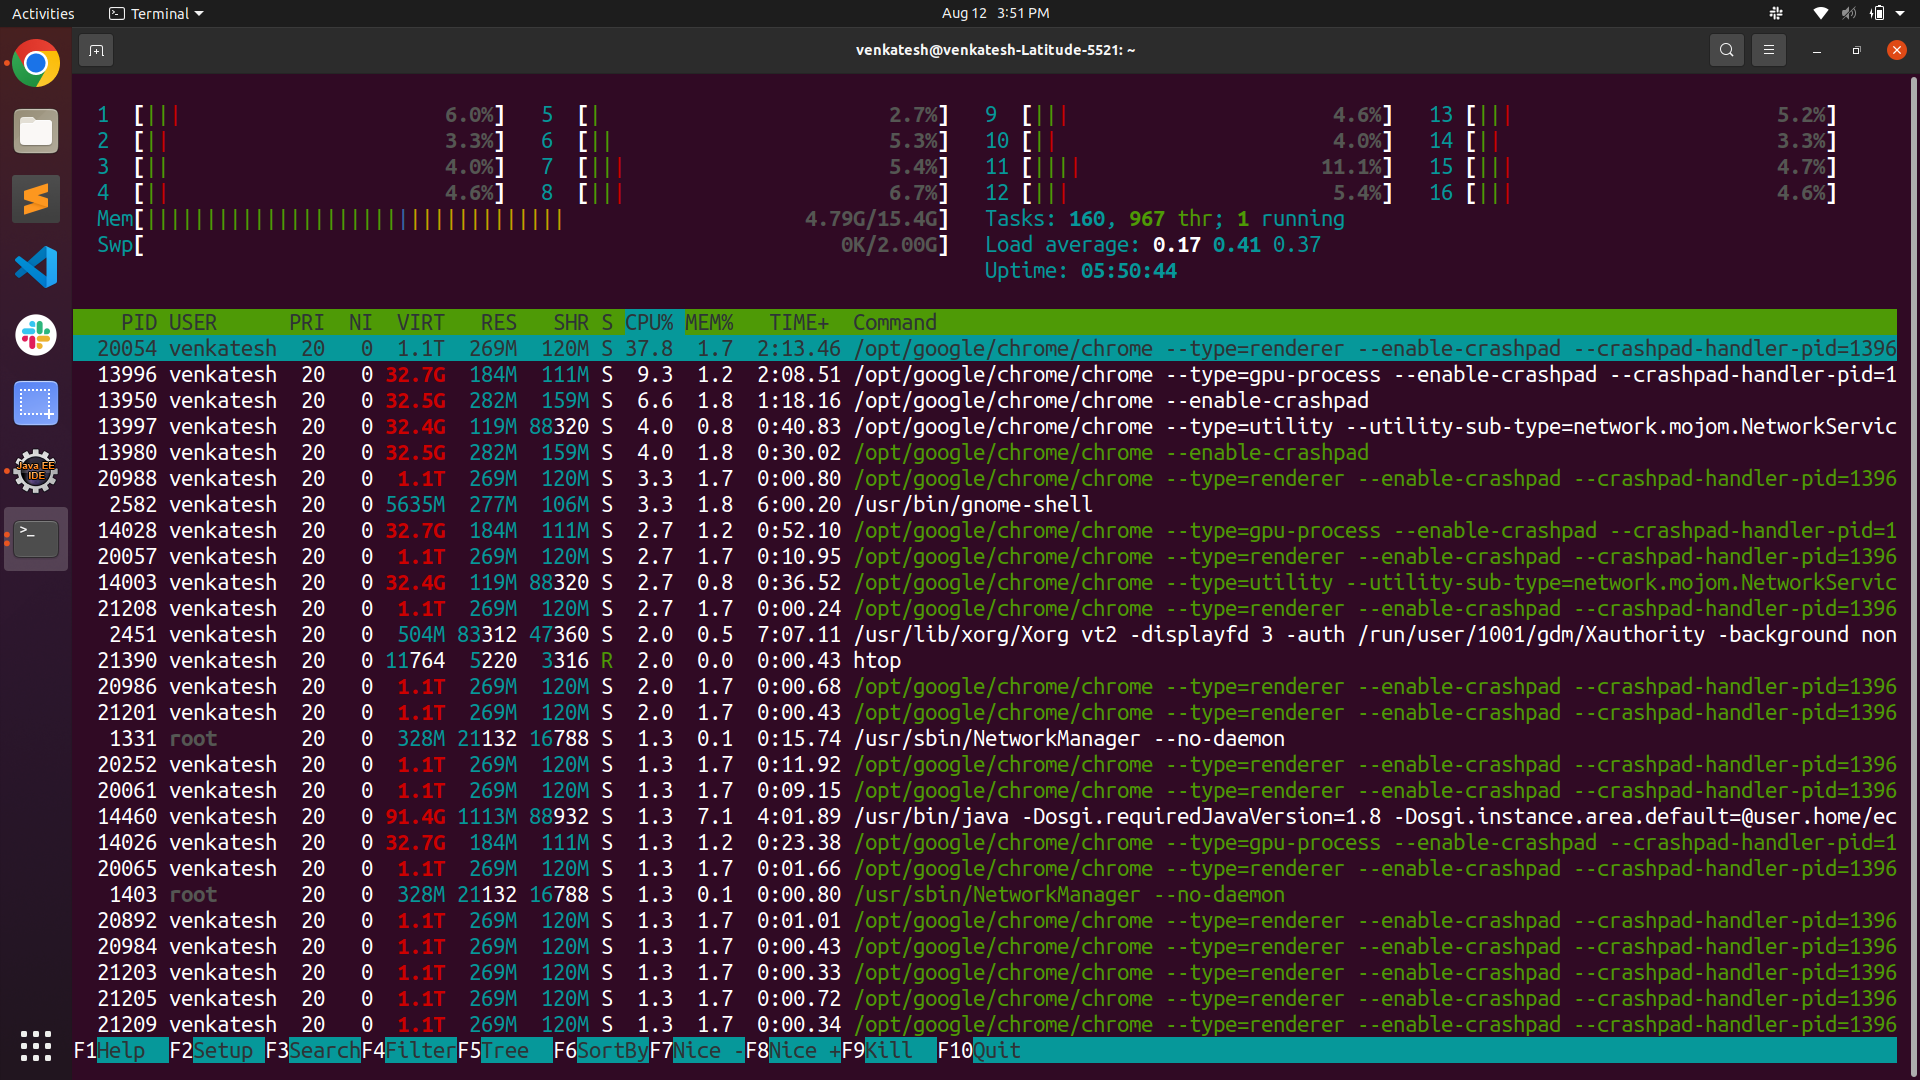 Activities Terminal Aug 12 3:51 PM
venkatesh@venkatesh-Latitude-5521: ~
1 [||| 6.0%] 5 [| 2.7%] 9 [||| 4.6%] 13 [||| 5.2%]
2 [|| 3.3%] 6 [|| 5.3%] 10 [|| 4.0%] 14 [|| 3.3%]
3 [|| 4.0%] 7 [||| 5.4%] 11 [|||| 11.1%] 15 [||| 4.7%]
4 [|| 4.6%] 8 [||| 6.7%] 12 [||| 5.4%] 16 [||| 4.6%]
Mem[||||||||||||||||||||||||||||||||||| 4.79G/15.4G] Tasks: 160, 967 thr; 1 running
Swp[ 0K/2.00G] Load average: 0.17 0.41 0.37
Uptime: 05:50:44
PID USER PRI NI VIRT RES SHR S CPU% MEM% TIME+ Command
20054 venkatesh 20 0 1.1T 269M 120M S 37.8 1.7 2:13.46 /opt/google/chrome/chrome --type=renderer --enable-crashpad --crashpad-handler-pid=1396
13996 venkatesh 20 0 32.7G 184M 111M S 9.3 1.2 2:08.51 /opt/google/chrome/chrome --type=gpu-process --enable-crashpad --crashpad-handler-pid=1
13950 venkatesh 20 0 32.5G 282M 159M S 6.6 1.8 1:18.16 /opt/google/chrome/chrome --enable-crashpad
13997 venkatesh 20 0 32.4G 119M 88320 S 4.0 0.8 0:40.83 /opt/google/chrome/chrome --type=utility --utility-sub-type=network.mojom.NetworkServic
13980 venkatesh 20 0 32.5G 282M 159M S 4.0 1.8 0:30.02 /opt/google/chrome/chrome --enable-crashpad
20988 venkatesh 20 0 1.1T 269M 120M S 3.3 1.7 0:00.80 /opt/google/chrome/chrome --type=renderer --enable-crashpad --crashpad-handler-pid=1396
2582 venkatesh 20 0 5635M 277M 106M S 3.3 1.8 6:00.20 /usr/bin/gnome-shell
14028 venkatesh 20 0 32.7G 184M 111M S 2.7 1.2 0:52.10 /opt/google/chrome/chrome --type=gpu-process --enable-crashpad --crashpad-handler-pid=1
20057 venkatesh 20 0 1.1T 269M 120M S 2.7 1.7 0:10.95 /opt/google/chrome/chrome --type=renderer --enable-crashpad --crashpad-handler-pid=1396
14003 venkatesh 20 0 32.4G 119M 88320 S 2.7 0.8 0:36.52 /opt/google/chrome/chrome --type=utility --utility-sub-type=network.mojom.NetworkServic
21208 venkatesh 20 0 1.1T 269M 120M S 2.7 1.7 0:00.24 /opt/google/chrome/chrome --type=renderer --enable-crashpad --crashpad-handler-pid=1396
2451 venkatesh 20 0 504M 83312 47360 S 2.0 0.5 7:07.11 /usr/lib/xorg/Xorg vt2 -displayfd 3 -auth /run/user/1001/gdm/Xauthority -background non
21390 venkatesh 20 0 11764 5220 3316 R 2.0 0.0 0:00.43 htop
20986 venkatesh 20 0 1.1T 269M 120M S 2.0 1.7 0:00.68 /opt/google/chrome/chrome --type=renderer --enable-crashpad --crashpad-handler-pid=1396
21201 venkatesh 20 0 1.1T 269M 120M S 2.0 1.7 0:00.43 /opt/google/chrome/chrome --type=renderer --enable-crashpad --crashpad-handler-pid=1396
1331 root 20 0 328M 21132 16788 S 1.3 0.1 0:15.74 /usr/sbin/NetworkManager --no-daemon
20252 venkatesh 20 0 1.1T 269M 120M S 1.3 1.7 0:11.92 /opt/google/chrome/chrome --type=renderer --enable-crashpad --crashpad-handler-pid=1396
20061 venkatesh 20 0 1.1T 269M 120M S 1.3 1.7 0:09.15 /opt/google/chrome/chrome --type=renderer --enable-crashpad --crashpad-handler-pid=1396
14460 venkatesh 20 0 91.4G 1113M 88932 S 1.3 7.1 4:01.89 /usr/bin/java -Dosgi.requiredJavaVersion=1.8 -Dosgi.instance.area.default=@user.home/ec
14026 venkatesh 20 0 32.7G 184M 111M S 1.3 1.2 0:23.38 /opt/google/chrome/chrome --type=gpu-process --enable-crashpad --crashpad-handler-pid=1
20065 venkatesh 20 0 1.1T 269M 120M S 1.3 1.7 0:01.66 /opt/google/chrome/chrome --type=renderer --enable-crashpad --crashpad-handler-pid=1396
1403 root 20 0 328M 21132 16788 S 1.3 0.1 0:00.80 /usr/sbin/NetworkManager --no-daemon
20892 venkatesh 20 0 1.1T 269M 120M S 1.3 1.7 0:01.01 /opt/google/chrome/chrome --type=renderer --enable-crashpad --crashpad-handler-pid=1396
20984 venkatesh 20 0 1.1T 269M 120M S 1.3 1.7 0:00.43 /opt/google/chrome/chrome --type=renderer --enable-crashpad --crashpad-handler-pid=1396
21203 venkatesh 20 0 1.1T 269M 120M S 1.3 1.7 0:00.33 /opt/google/chrome/chrome --type=renderer --enable-crashpad --crashpad-handler-pid=1396
21205 venkatesh 20 0 1.1T 269M 120M S 1.3 1.7 0:00.72 /opt/google/chrome/chrome --type=renderer --enable-crashpad --crashpad-handler-pid=1396
21209 venkatesh 20 0 1.1T 269M 120M S 1.3 1.7 0:00.34 /opt/google/chrome/chrome --type=renderer --enable-crashpad --crashpad-handler-pid=1396
F1Help F2Setup F3SearchF4FilterF5Tree F6SortByF7Nice -F8Nice +F9Kill F10Quit
Java EE
IDE
>_